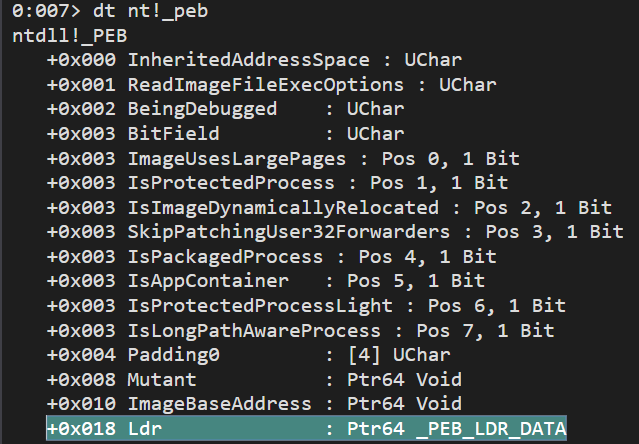 0:007> dt nt!_peb
ntdll!_PEB
+0x000 InheritedAddressSpace : UChar
+0x001 ReadImageFileExecOptions : UChar
+0x002 BeingDebugged    : UChar
+0x003 BitField         : UChar
+0x003 ImageUsesLargePages : Pos 0, 1 Bit
+0x003 IsProtectedProcess : Pos 1, 1 Bit
+0x003 IsImageDynamicallyRelocated : Pos 2, 1 Bit
+0x003 SkipPatchingUser32Forwarders : Pos 3, 1 Bit
+0x003 IsPackagedProcess : Pos 4, 1 Bit
+0x003 IsAppContainer   : Pos 5, 1 Bit
+0x003 IsProtectedProcessLight : Pos 6, 1 Bit
+0x003 IsLongPathAwareProcess : Pos 7, 1 Bit
+0x004 Padding0         : [4] UChar
+0x008 Mutant           : Ptr64 Void
+0x010 ImageBaseAddress : Ptr64 Void
+0x018 Ldr              : Ptr64 _PEB_LDR_DATA